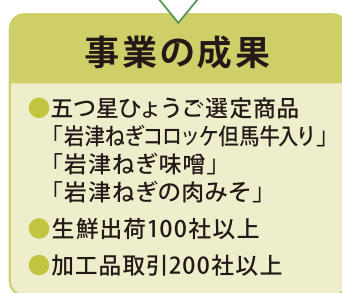 事業の成果
●五つ星ひょうご選定商品
「岩津ねぎコロッケ但馬牛入り」
「岩津ねぎ味噌」
「岩津ねぎの肉みそ」
●生鮮出荷100社以上
●加工品取引200社以上